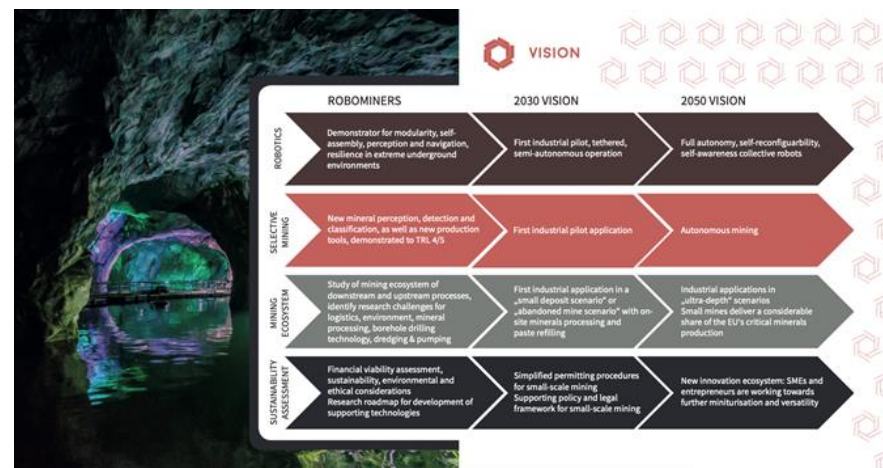 VISION
ROBOMINERS
2030 VISION
2050 VISION
ROBOTICS
Demonstrator for modularity, self-
assembly, perception and navigation,
resilience in extreme underground
environments
First industrial pilot, tethered,
semi-autonomous operation
Full autonomy, self-reconfiguarbility,
self-awareness collective robots
SELECTIVE
MINING
New mineral perception, detection and
classification, as well as new production
tools, demonstrated to TRL 4/5
First industrial pilot application
Autonomous mining
MINING
ECOSYSTEM
Study of mining ecosystem of
downstream and upstream processes,
identify research challenges for
logistics, environment, mineral
processing, borehole drilling
technology, dredging & pumping
First industrial application in a
„small deposit scenario" or
„abandoned mine scenario" with on-
site minerals processing and
paste refilling
Industrial applications in
„ultra-depth" scenarios
Small mines deliver a considerable
share of the EU's critical minerals
production
SUSTAINABILITY
ASSESSMENT
Financial viability assessment,
sustainability, environmental and
ethical considerations
Research roadmap for development of
supporting technologies
Simplified permitting procedures
for small-scale mining
Supporting policy and legal
framework for small-scale mining
New innovation ecosystem: SMEs and
entrepreneurs are working towards
further miniturisation and versatility